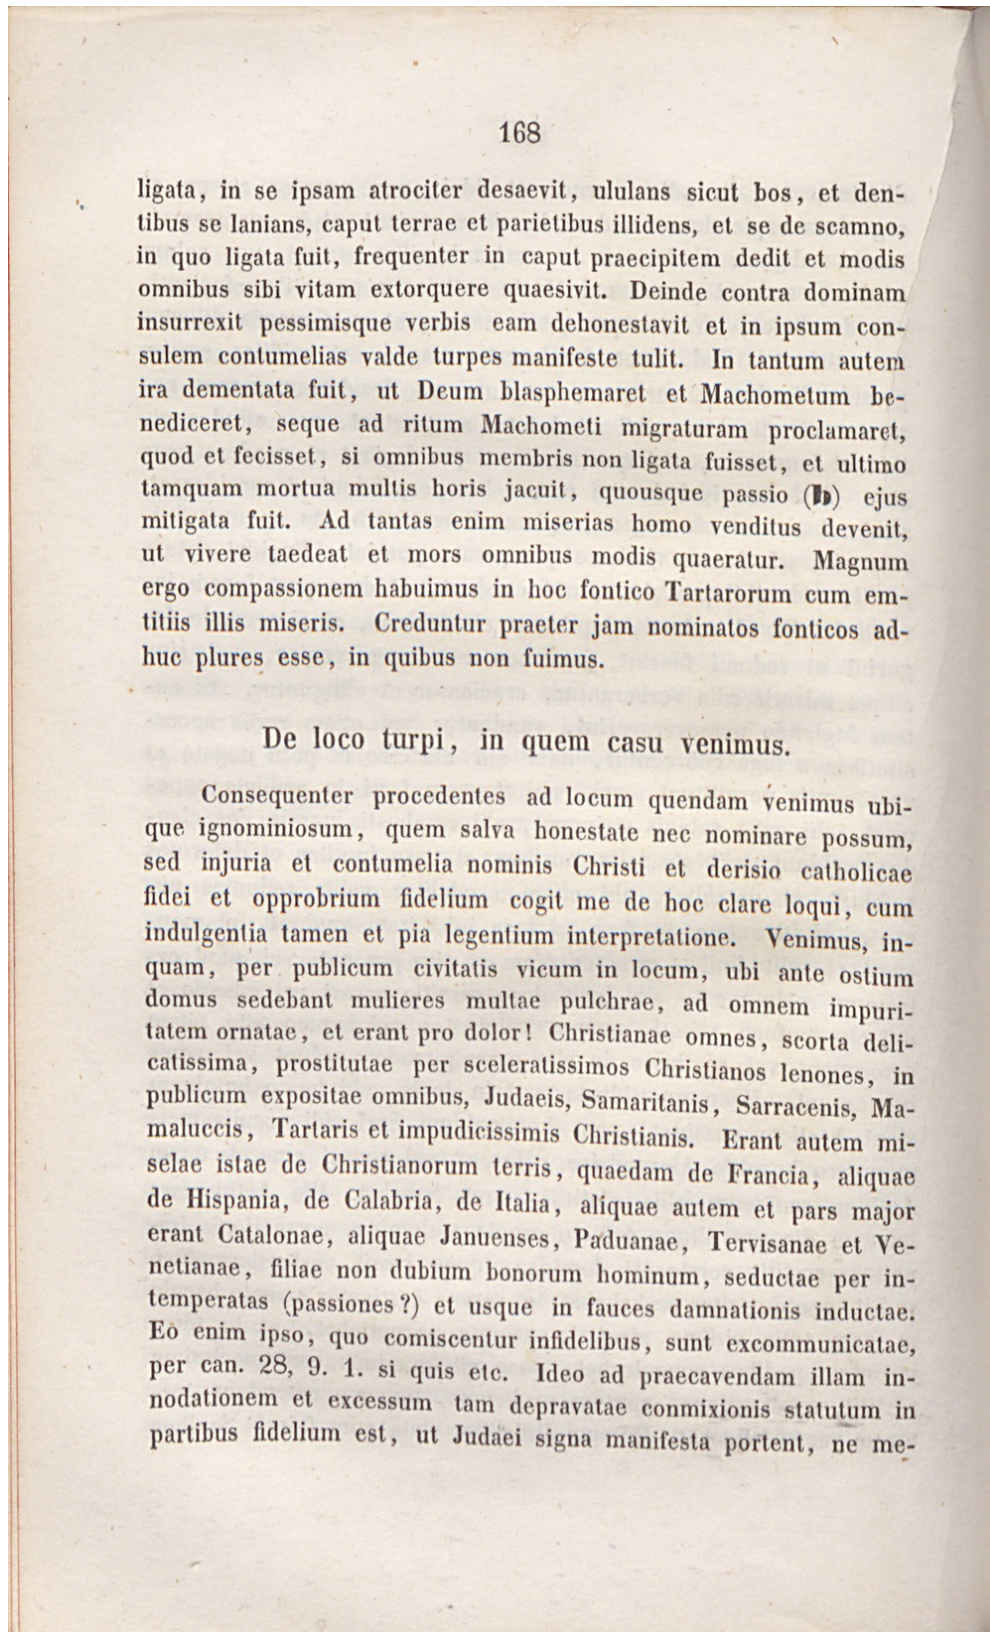 168
ligata, in se ipsam atrociter desaevit, ululans sicut bos, et den-
tibus se lanians, caput terrae et parietibus illidens, et se de scamno,
in quo ligata fuit, frequenter in caput praecipitem dedit et modis
omnibus sibi vitam extorquere quaesivit. Deinde contra dominam
insurrexit pessimisque verbis eam dehonestavit et in ipsum con-
sulem contumelias valde turpes manifeste tulit. In tantum autem
ira dementata fuit, ut Deum blasphemaret et Machometum be-
nediceret, seque ad ritum Machometi migraturam proclamaret,
quod et fecisset, si omnibus membris non ligata fuisset, et ultimo
tamquam mortua multis horis jacuit, quousque passio (b) ejus
mitigata fuit. Ad tantas enim miserias homo venditus devenit,
ut vivere taedeat et mors omnibus modis quaeratur. Magnum
ergo compassionem habuimus in hoc fontico Tartarorum cum em-
titiis illis miseris. Creduntur praeter jam nominatos fonticos ad-
huc plures esse, in quibus non fuimus.
De loco turpi, in quem casu venimus.
Consequenter procedentes ad locum quendam venimus ubi-
que ignominiosum, quem salva honestate nec nominare possum,
sed injuria et contumelia nominis Christi et derisio catholicae
fidei et opprobrium fidelium cogit me de hoc clare loqui, cum
indulgentia tamen et pia legentium interpretatione. Venimus, in-
quam, per publicum civitatis vicum in locum, ubi ante ostium
domus sedebant mulieres multae pulchrae, ad omnem impuri-
tatem ornatae, et erant pro dolor! Christianae omnes, scorta deli-
catissima, prostitutae per sceleratissimos Christianos lenones, in
publicum expositae omnibus, Judaeis, Samaritanis, Sarracenis, Ma-
maluccis, Tartaris et impudicissimis Christianis. Erant autem mi-
selae istae de Christianorum terris, quaedam de Francia, aliquae
de Hispania, de Calabria, de Italia, aliquae autem et pars major
erant Catalonae, aliquae Januenses, Paduanae, Tervisanae et Ve-
netianae, filiae non dubium bonorum hominum, seductae per in-
temperatas (passiones?) et usque in fauces damnationis inductae.
Eo enim ipso, quo comiscentur infidelibus, sunt excommunicatae,
per can. 28, 9. 1. si quis etc. Ideo ad praecavendam illam in-
nodationem et excessum tam depravatae conmixionis statutum in
partibus fidelium est, ut Judaei signa manifesta portent, ne me-